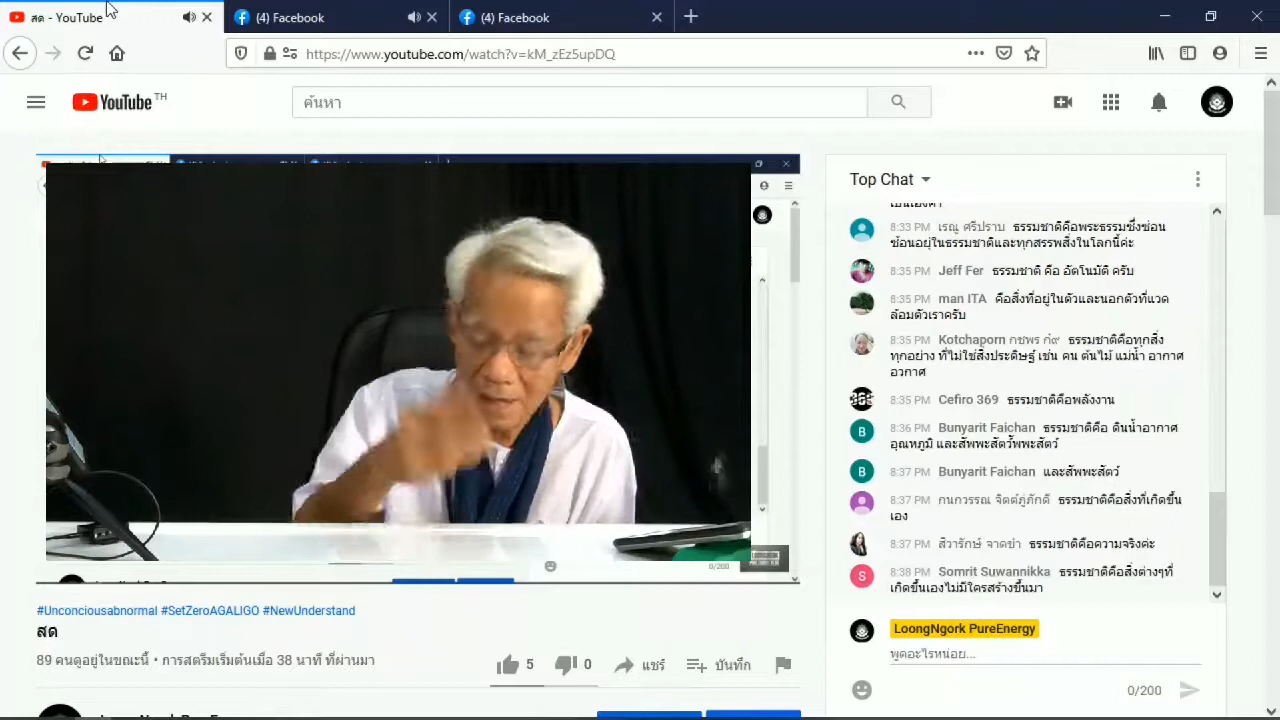 สด - YouTube
(4) Facebook
(4) Facebook
https://www.youtube.com/watch?v=kM_zEz5upDQ
YouTube TH
ค้นหา
Top Chat
เป็นเองค่า
8:33 PM เรณู ศรีปราบ ธรรมชาติคือพระธรรมซึ่งซ่อน
ซ้อนอยู่ในธรรมชาติและทุกสรรพสิ่งในโลกนี้ค่ะ
8:35 PM Jeff Fer ธรรมชาติ คือ อัตโนมัติ ครับ
8:35 PM man ITA คือสิ่งที่อยู่ในตัวและนอกตัวที่แวด
ล้อมตัวเราครับ
8:35 PM Kotchaporn กชพร ก๋๙ ธรรมชาติคือทุกสิ่ง
ทุกอย่าง ที่ไม่ใช่สิ่งประดิษฐ์ เช่น คน ต้นไม้ แม่น้ำ อากาศ
อวกาศ
8:35 PM Cefiro 369 ธรรมชาติคือพลังงาน
8:36 PM Bunyarit Faichan ธรรมชาติคือ ดินน้ำอากาศ
อุณหภูมิ และสัพพะสัตว์พพะสัตว์
8:37 PM Bunyarit Faichan และสัพพะสัตว์
8:37 PM กนกวรรณ จิตต์ภู่ภักดี ธรรมชาติคือสิ่งที่เกิดขึ้น
เอง
8:37 PM สีวารักษ์ จาดขำ ธรรมชาติคือความจริงค่ะ
8:38 PM Somrit Suwannikka ธรรมชาติคือสิ่งต่างๆที่
เกิดขึ้นเองไม่มีใครสร้างขึ้นมา
LoongNgork PureEnergy
พูดอะไรหน่อย...
0/200
0/200
#Unconciousabnormal #SetZeroAGALIGO #NewUnderstand
สด
89 คนดูอยู่ในขณะนี้ • การสตรีมเริ่มต้นเมื่อ 38 นาที ที่ผ่านมา
5
0
แชร์
บันทึก